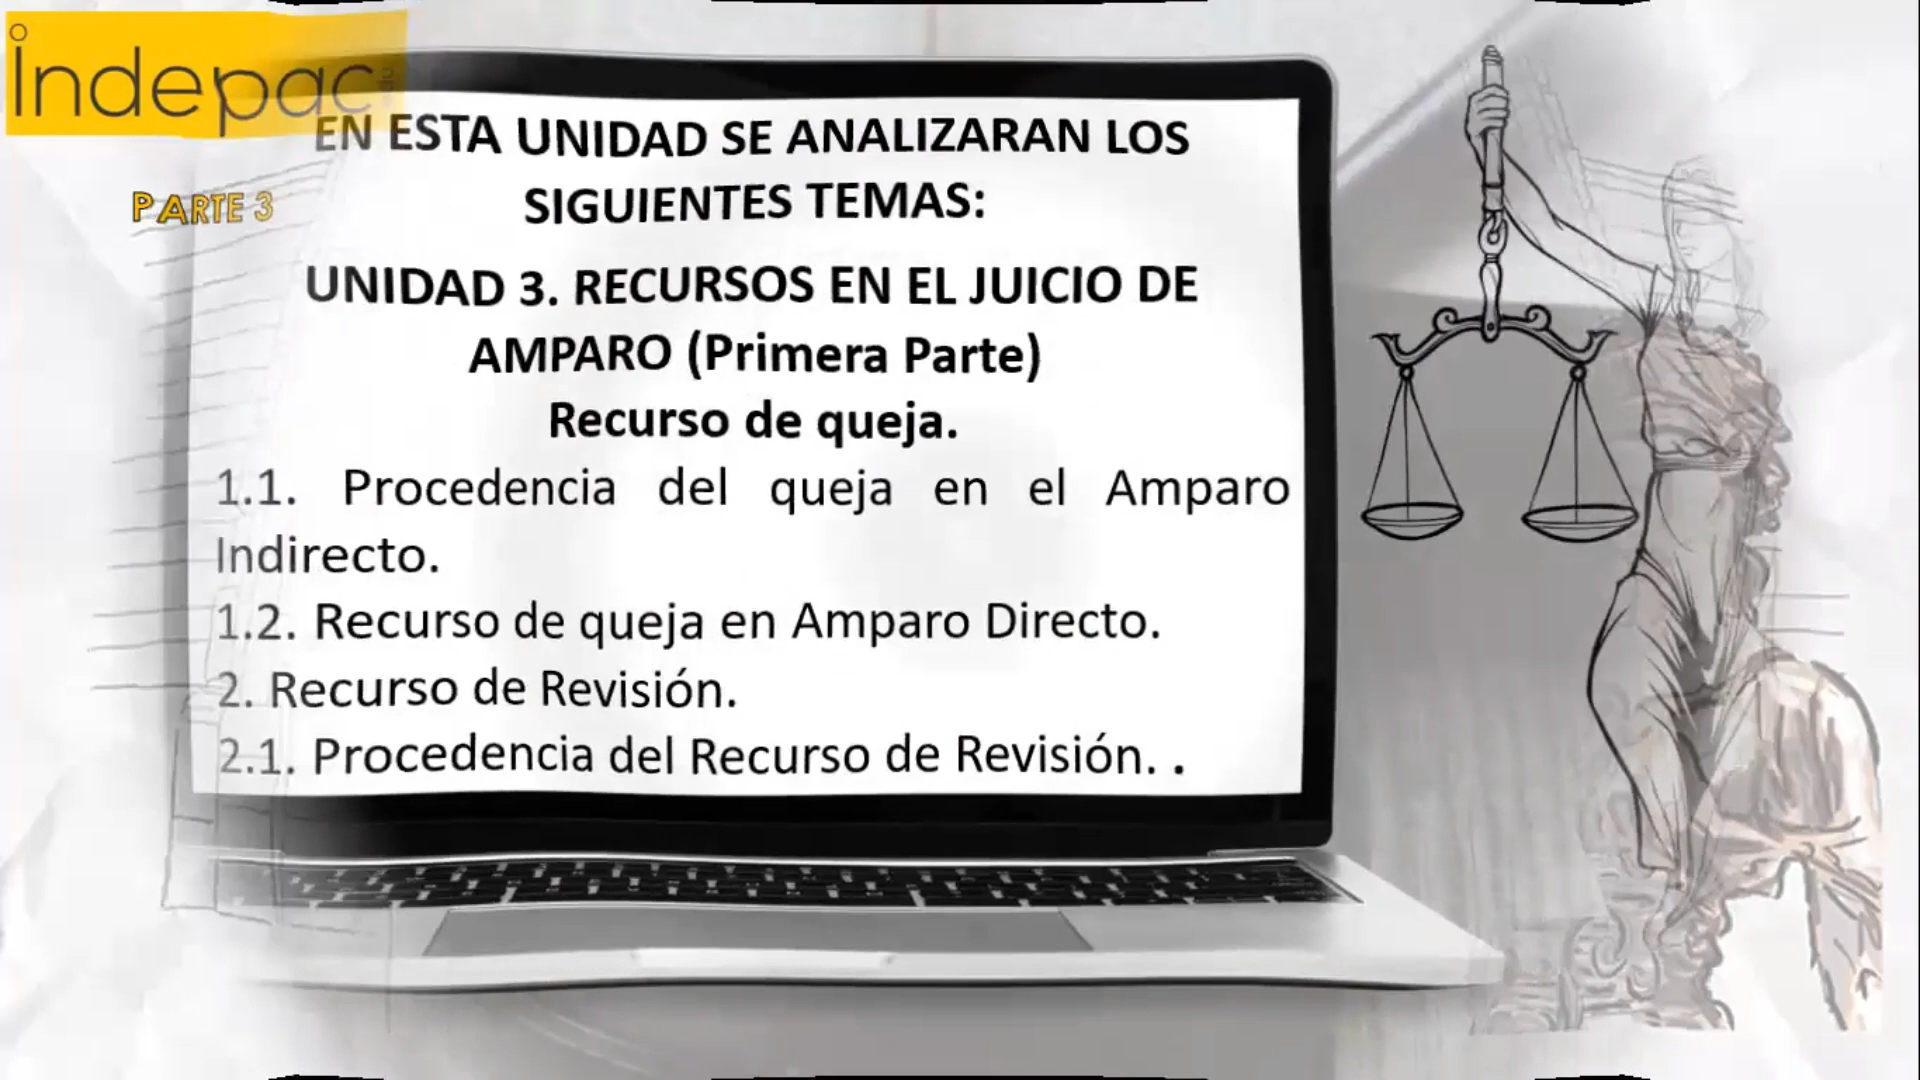 indepac
EN ESTA UNIDAD SE ANALIZARAN LOS
SIGUIENTES TEMAS:
PARTE 3
UNIDAD 3. RECURSOS EN EL JUICIO DE
AMPARO (Primera Parte)
Recurso de queja.
1.1. Procedencia del queja en el Amparo
Indirecto.
1.2. Recurso de queja en Amparo Directo.
2. Recurso de Revisión.
2.1. Procedencia del Recurso de Revisión. .